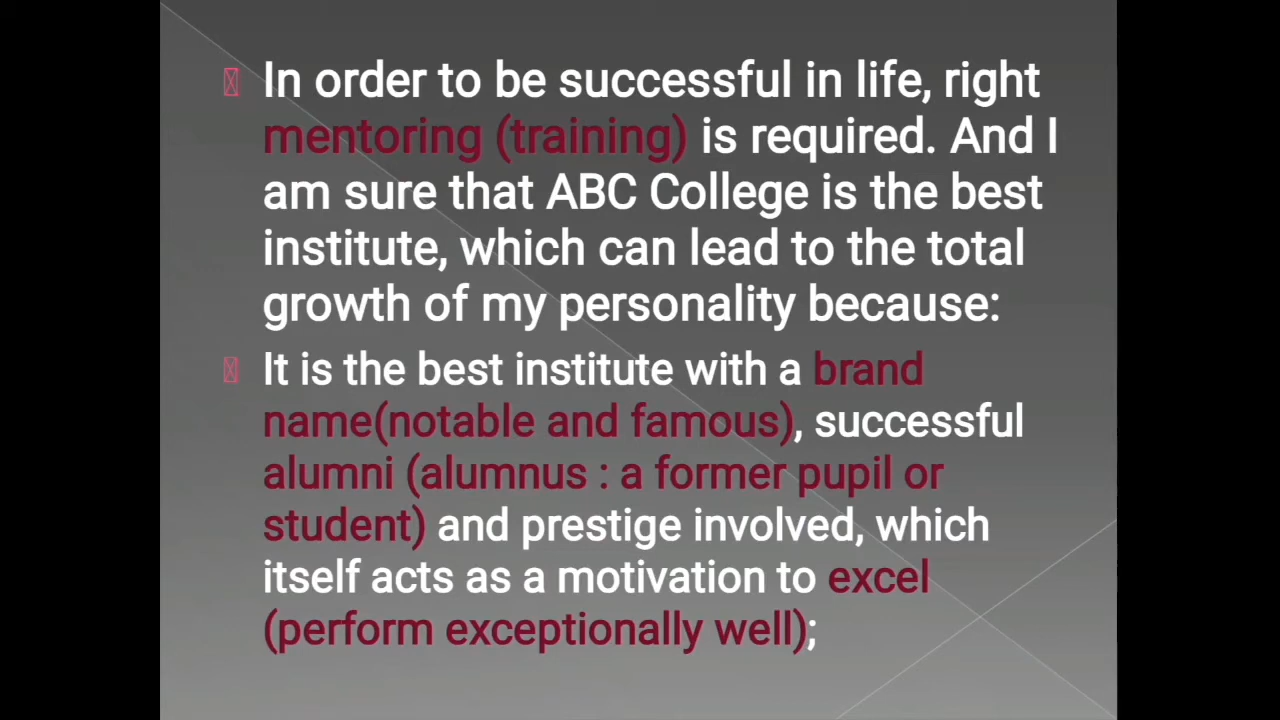 In order to be successful in life, right
mentoring (training) is required. And I
am sure that ABC College is the best
institute, which can lead to the total
growth of my personality because:
It is the best institute with a brand
name(notable and famous), successful
alumni (alumnus : a former pupil or
student) and prestige involved, which
itself acts as a motivation to excel
(perform exceptionally well);